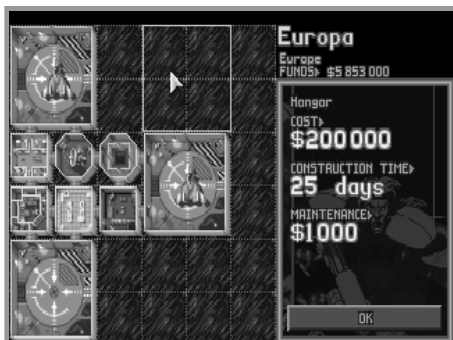 Europa
Europe
FUNDS> $5 853 000
Hangar
COST>
$200 000
CONSTRUCTION TIME>
25 days
MAINTENANCE>
$1000
OK